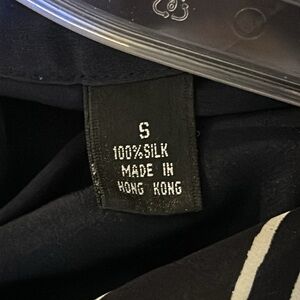 S
100% SILK
MADE IN
HONG KONG